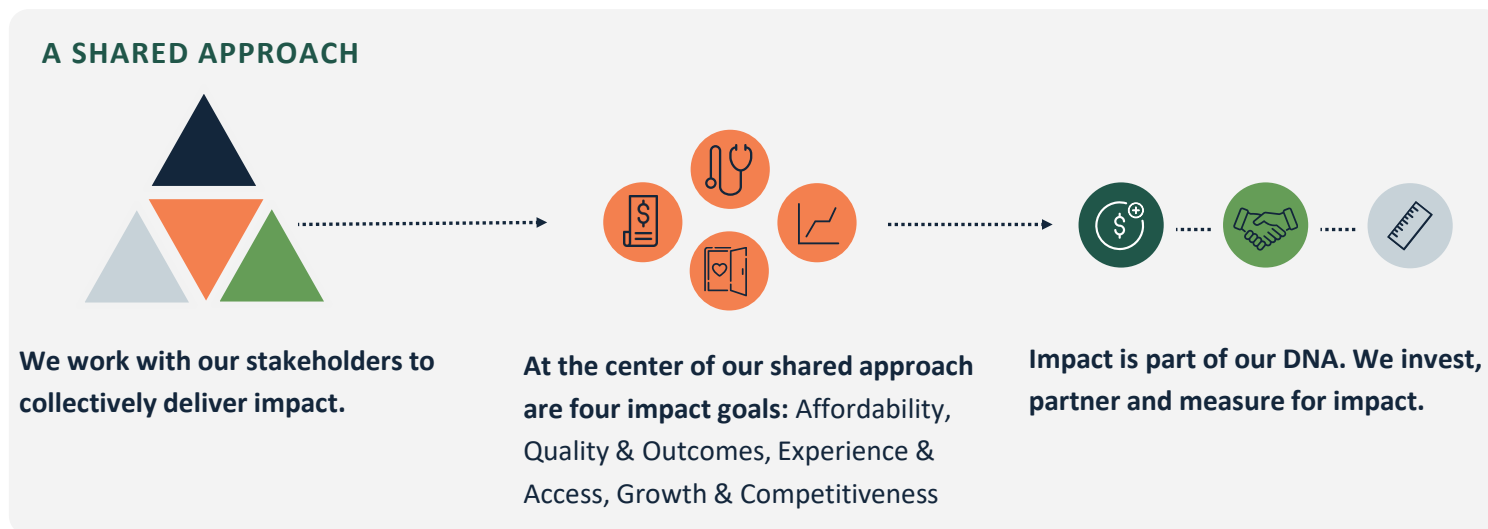 A SHARED APPROACH
We work with our stakeholders to
collectively deliver impact.
At the center of our shared approach
are four impact goals: Affordability,
Quality & Outcomes, Experience &
Access, Growth & Competitiveness
Impact is part of our DNA. We invest,
partner and measure for impact.